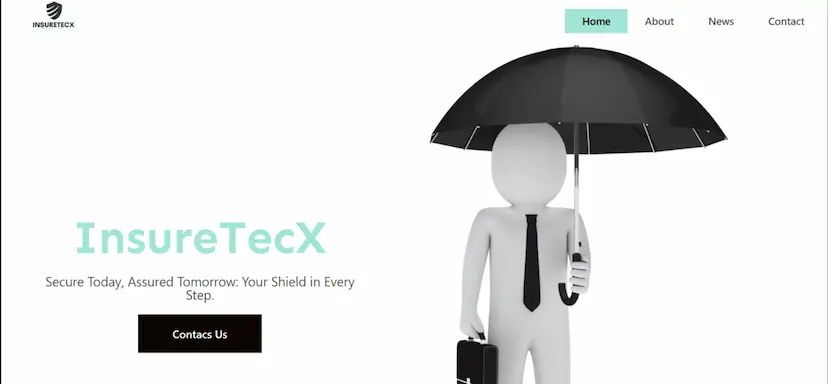 INSURETECX
Home
About
News
Contact
InsureTecX
Secure Today, Assured Tomorrow: Your Shield in Every
Step.
Contacs Us